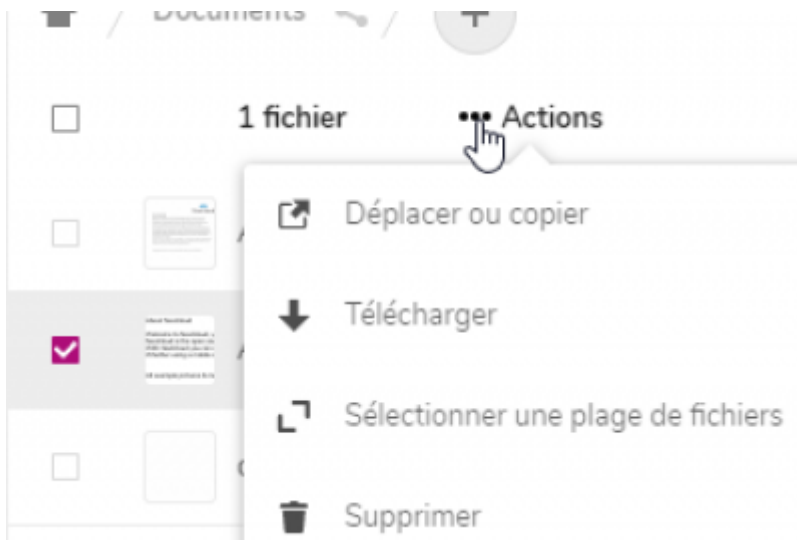 Documents
1 fichier
Actions
Déplacer ou copier
Télécharger
Sélectionner une plage de fichiers
Supprimer